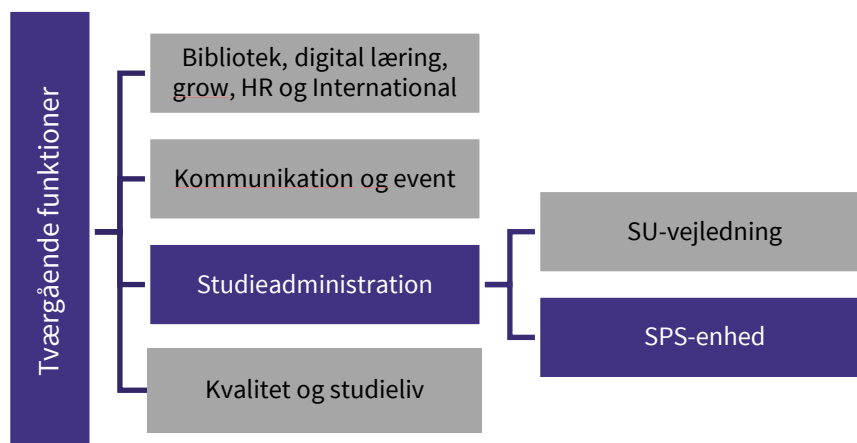 Tværgående funktioner
Bibliotek, digital læring,
grow, HR og International
Kommunikation og event
Studieadministration
Kvalitet og studieliv
SU-vejledning
SPS-enhed